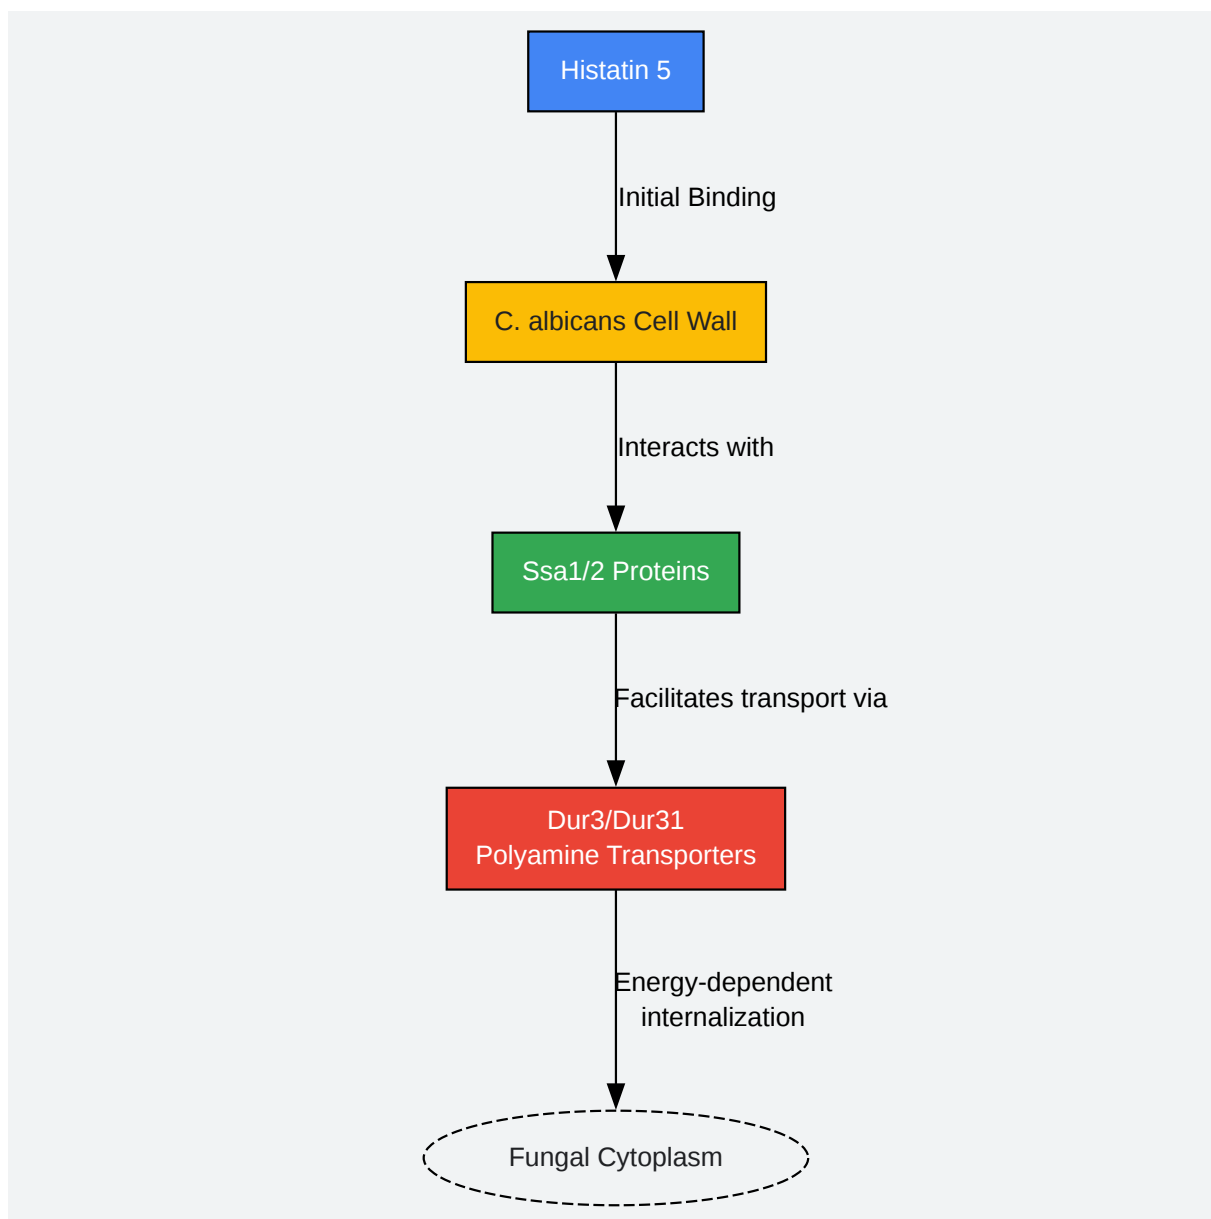 Histatin 5
Initial Binding
C. albicans Cell Wall
Interacts with
Ssa1/2 Proteins
Facilitates transport via
Dur3/Dur31
Polyamine Transporters
Energy-dependent
internalization
Fungal Cytoplasm